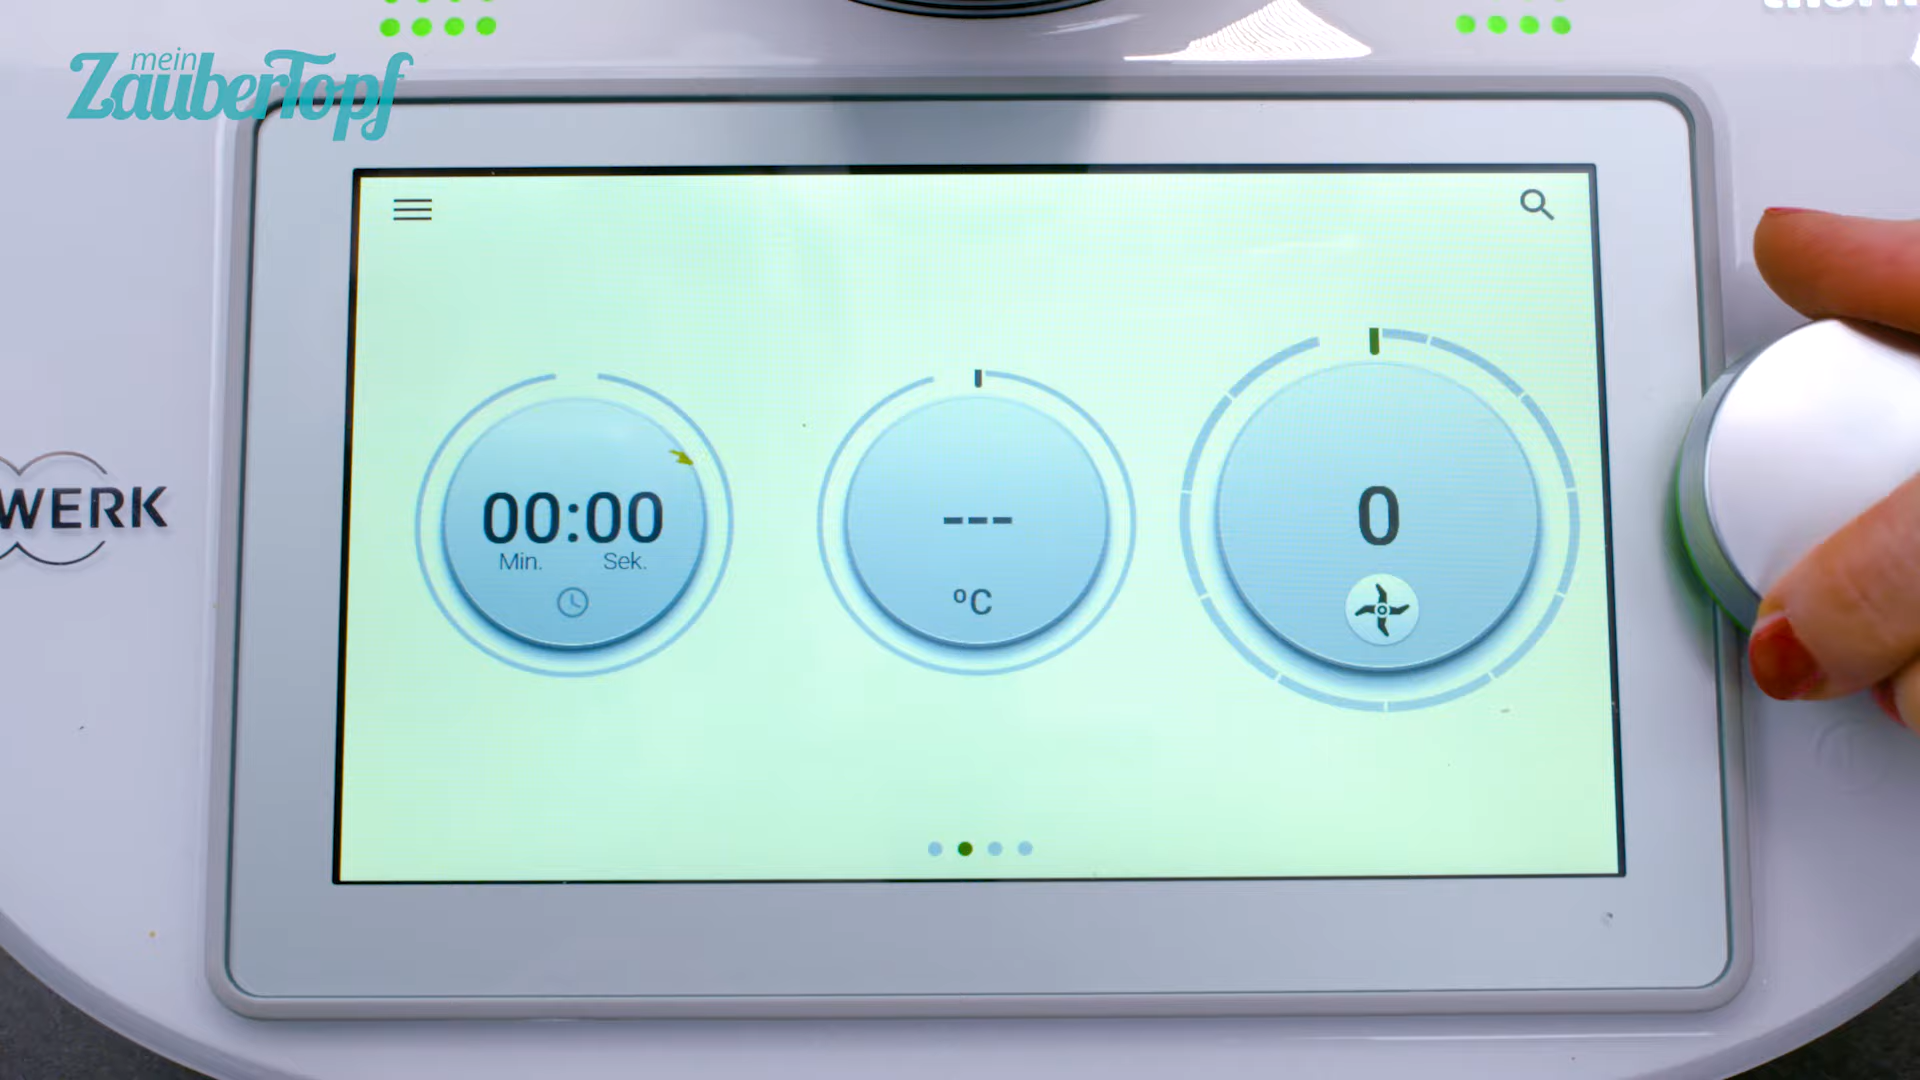 mein
ZauberTopf
WERK
00:00
Min. Sek.
---
°C
0